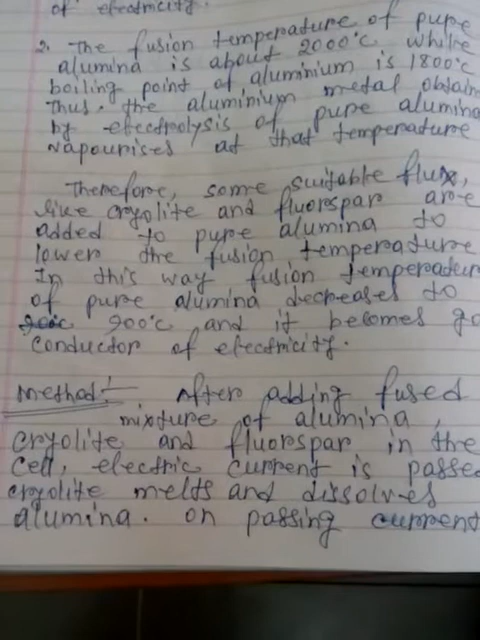 of electricity.
2. The fusion temperature of pure
alumina is about 2000°C while
boiling point of aluminium is 1800°C
Thus, the aluminium metal obtain
by electrolysis of pure alumina
vapourises at that temperature
Therefore, some suitable flux,
like cryolite and fluorspar are
added to pure alumina to
lower the fusion temperature
In this way fusion temperatur
of pure alumina decreases to
900°C and it becomes go
conductor of electricity.
Method:- After adding fused
mixture of alumina,
cryolite and fluorspar in the
cell, electric current is passe
cryolite melts and dissolves
alumina. on passing current